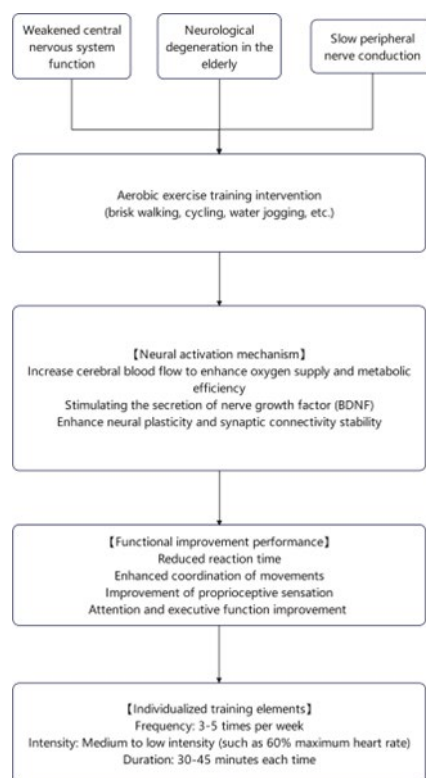 Weakened central
nervous system
function
Neurological
degeneration in the
elderly
Slow peripheral
nerve conduction
Aerobic exercise training intervention
(brisk walking, cycling, water jogging, etc.)
【Neural activation mechanism】
Increase cerebral blood flow to enhance oxygen supply and metabolic
efficiency
Stimulating the secretion of nerve growth factor (BDNF)
Enhance neural plasticity and synaptic connectivity stability
【Functional improvement performance】
Reduced reaction time
Enhanced coordination of movements
Improvement of proprioceptive sensation
Attention and executive function improvement
【Individualized training elements】
Frequency: 3-5 times per week
Intensity: Medium to low intensity (such as 60% maximum heart rate)
Duration: 30-45 minutes each time